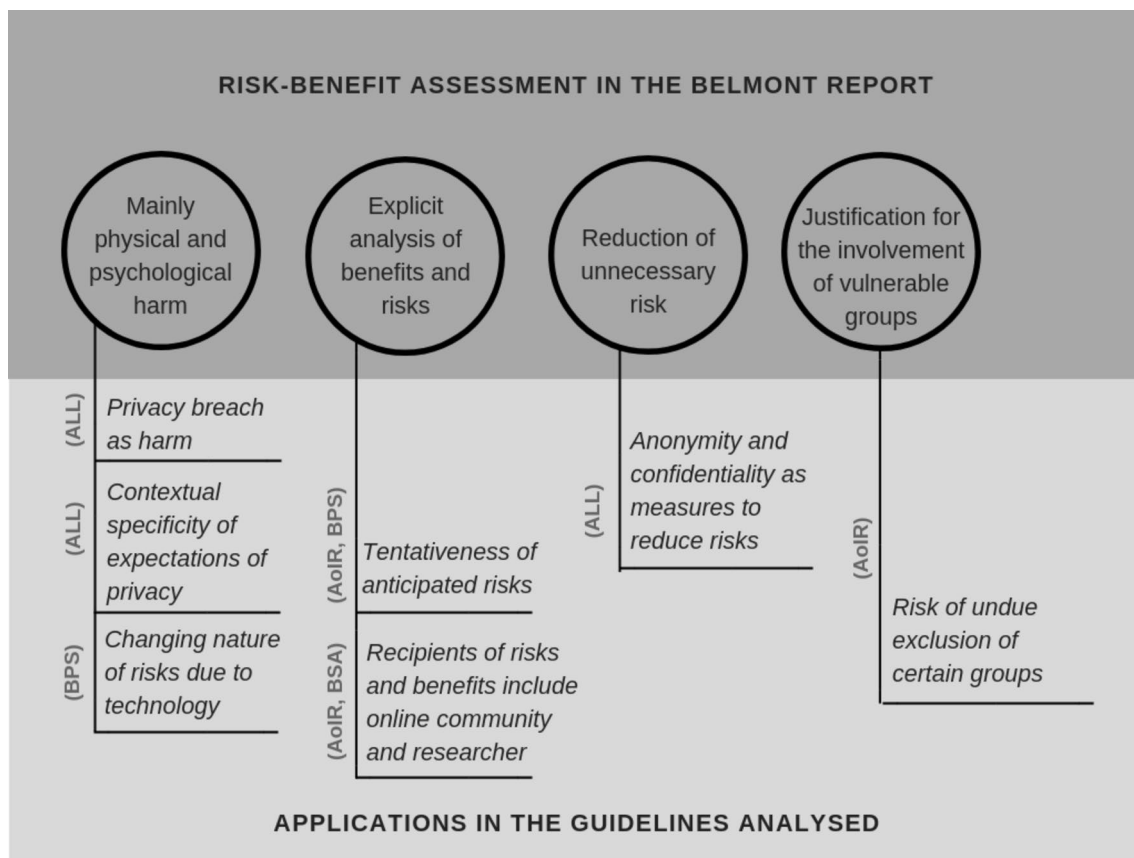 RISK-BENEFIT ASSESSMENT IN THE BELMONT REPORT
Mainly
physical and
psychological
harm
Explicit
analysis of
benefits and
risks
Reduction of
unnecessary
risk
Justification for
the involvement
of vulnerable
groups
(ALL)
Privacy breach
as harm
(ALL)
Contextual
specificity of
expectations of
privacy
(BPS)
Changing nature
of risks due to
technology
(AoIR, BPS)
Tentativeness of
anticipated risks
(AoIR, BSA)
Recipients of risks
and benefits include
online community
and researcher
(ALL)
Anonymity and
confidentiality as
measures to
reduce risks
(AoIR)
Risk of undue
exclusion of
certain groups
APPLICATIONS IN THE GUIDELINES ANALYSED